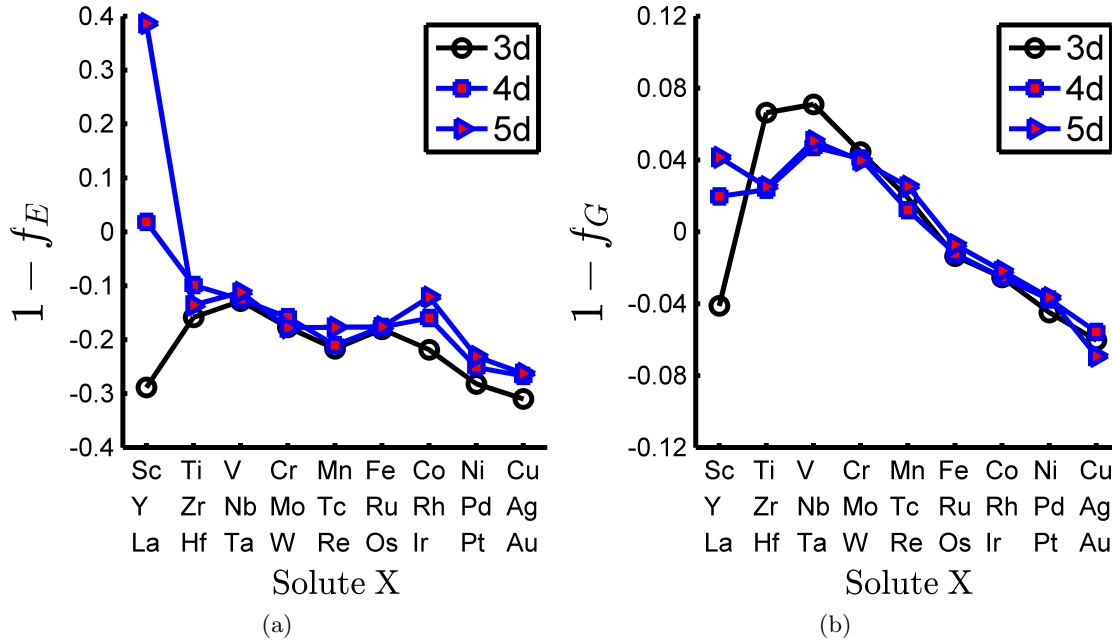 0.4
0.3
0.2
0.1
0
-0.1
-0.2
-0.3
-0.4
1 − f_E
3d
4d
5d
Sc Ti V Cr Mn Fe Co Ni Cu
Y Zr Nb Mo Tc Ru Rh Pd Ag
La Hf Ta W Re Os Ir Pt Au
Solute X
(a)
0.12
0.08
0.04
0
-0.04
-0.08
-0.12
1 − f_G
3d
4d
5d
Sc Ti V Cr Mn Fe Co Ni Cu
Y Zr Nb Mo Tc Ru Rh Pd Ag
La Hf Ta W Re Os Ir Pt Au
Solute X
(b)